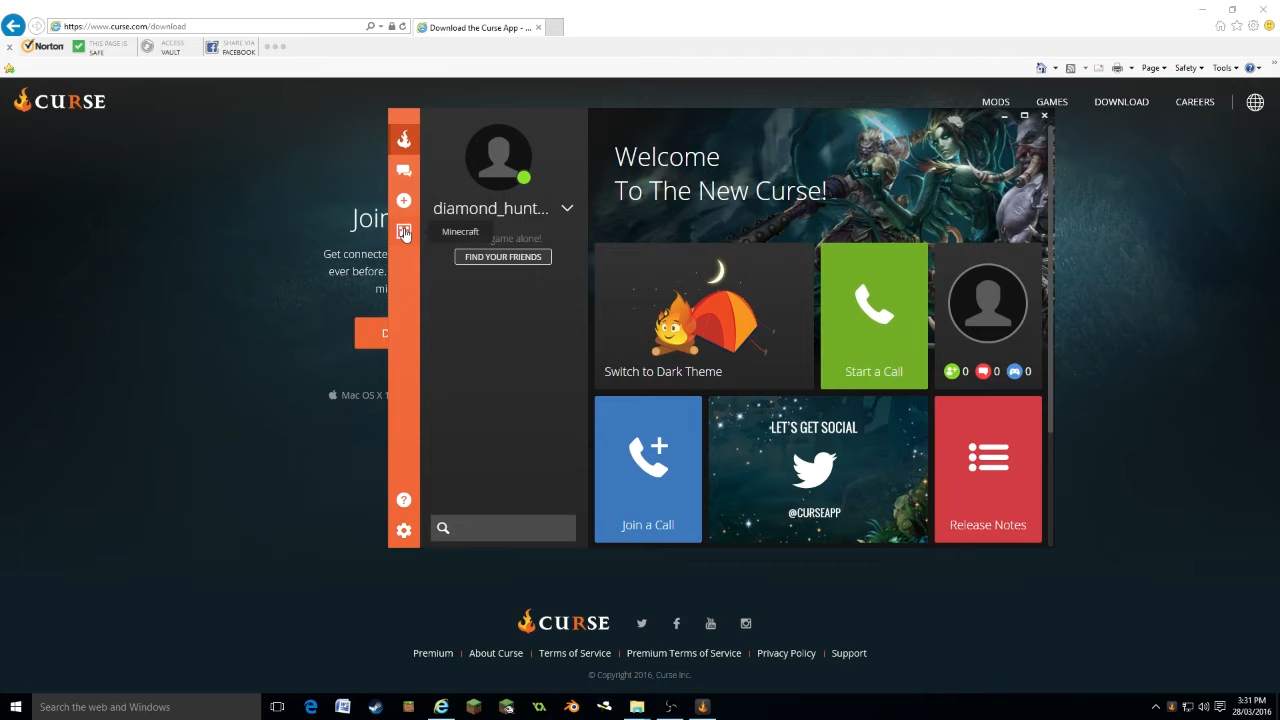 https://www.curse.com/download
Download the Curse App - ...
Norton
THIS PAGE IS
SAFE
ACCESS
VAULT
SHARE VIA
FACEBOOK
Page
Safety
Tools
CURSE
MODS
GAMES
DOWNLOAD
CAREERS
Join
Get connecte
ever before.
mi
D
Mac OS X 1
diamond_hunt...
Minecraft
game alone!
FIND YOUR FRIENDS
Welcome
To The New Curse!
Switch to Dark Theme
Start a Call
0
0
0
Join a Call
LET'S GET SOCIAL
@CURSEAPP
Release Notes
CURSE
Premium | About Curse | Terms of Service | Premium Terms of Service | Privacy Policy | Support
© Copyright 2016, Curse Inc.
Search the web and Windows
3:31 PM
28/03/2016